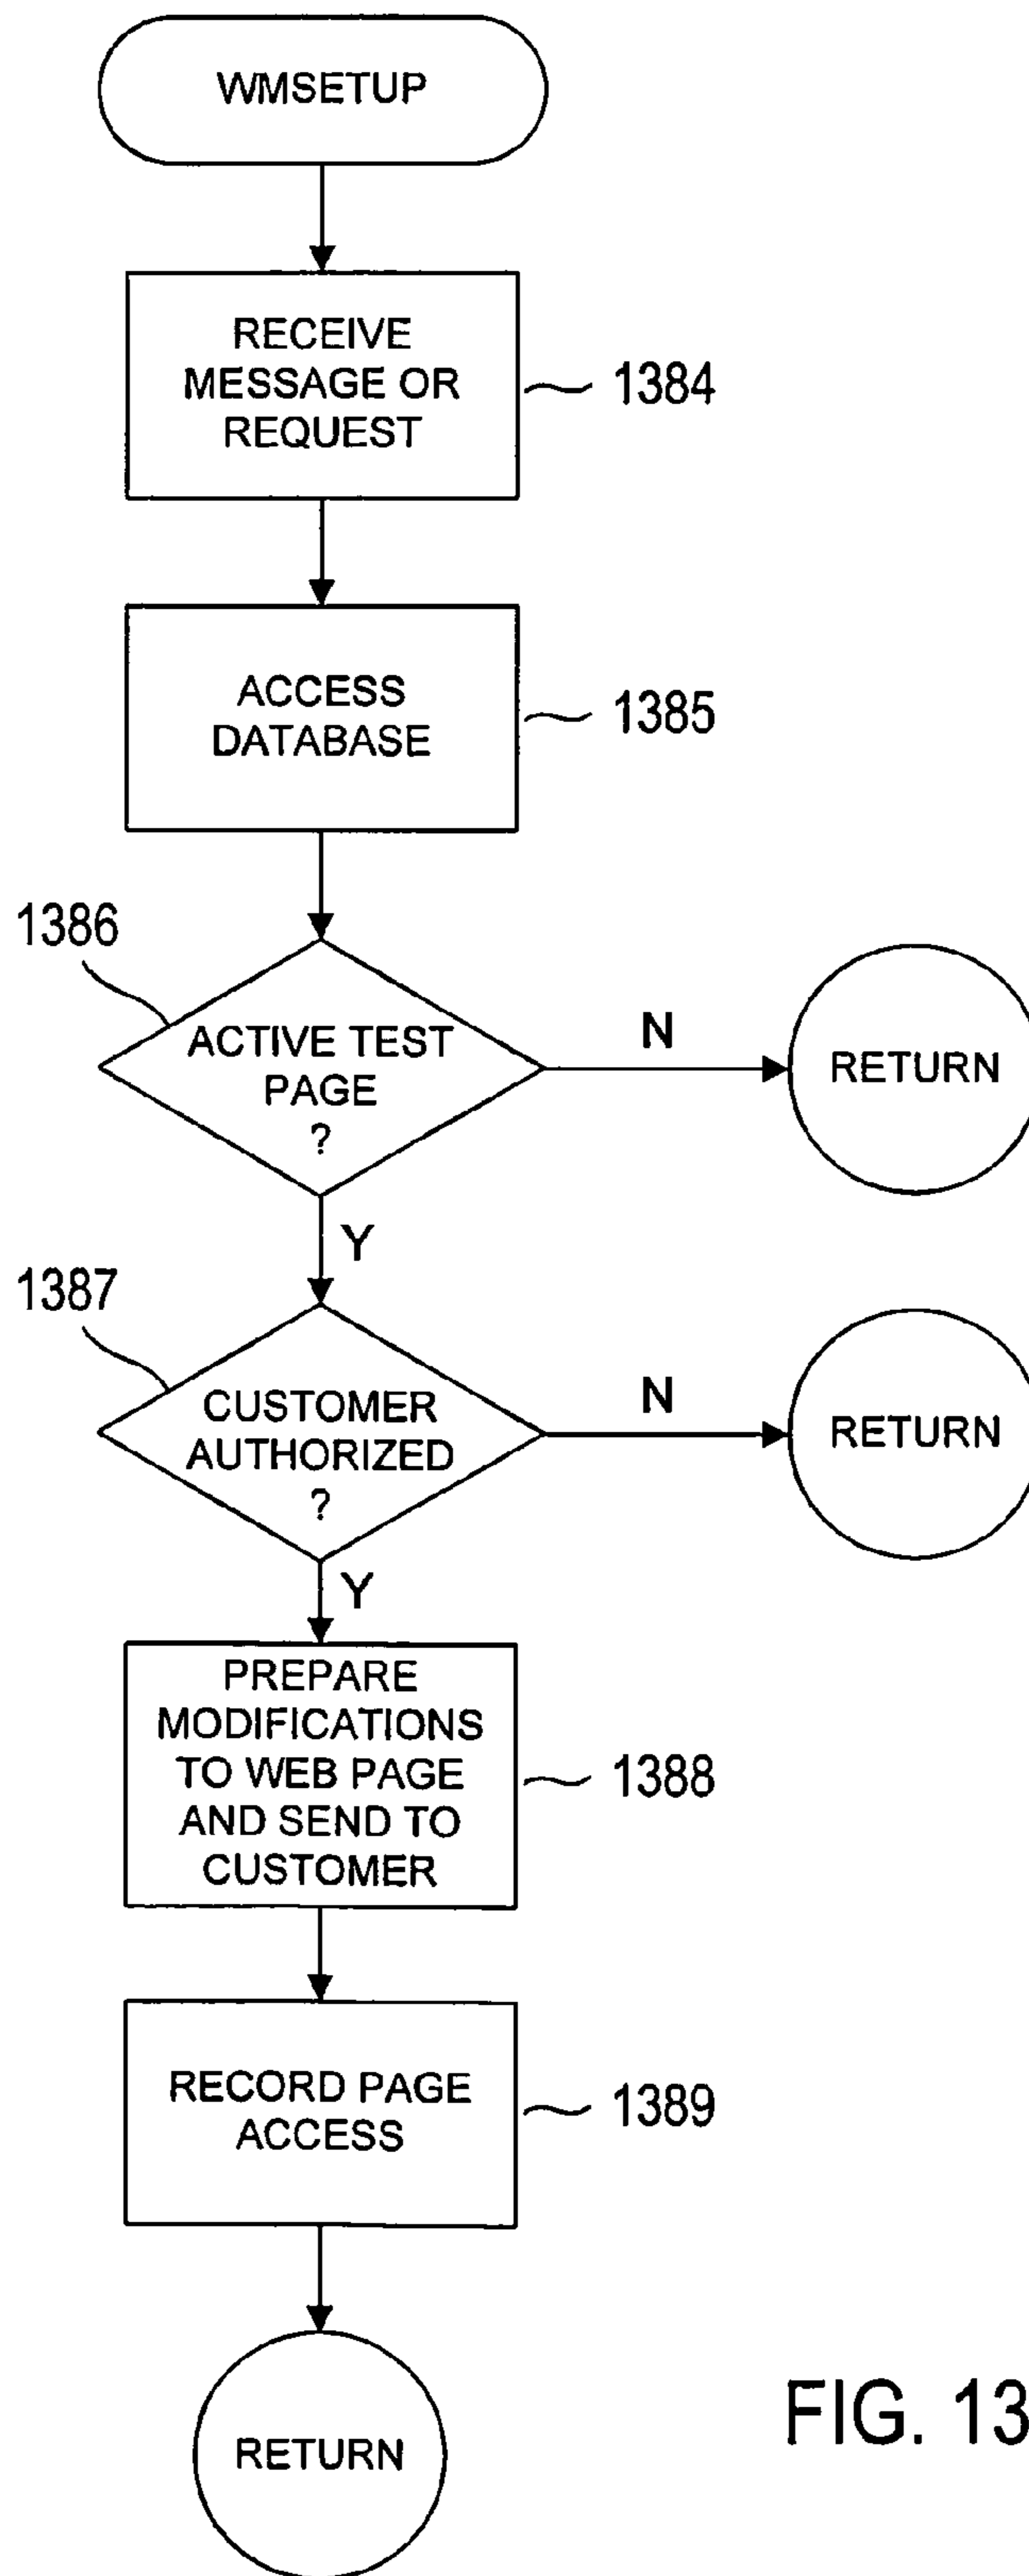 WMSETUP
RECEIVE
MESSAGE OR
REQUEST
1384
ACCESS
DATABASE
1385
1386
ACTIVE TEST
PAGE
?
N
RETURN
Y
1387
CUSTOMER
AUTHORIZED
?
N
RETURN
Y
PREPARE
MODIFICATIONS
TO WEB PAGE
AND SEND TO
CUSTOMER
1388
RECORD PAGE
ACCESS
1389
RETURN
FIG. 13